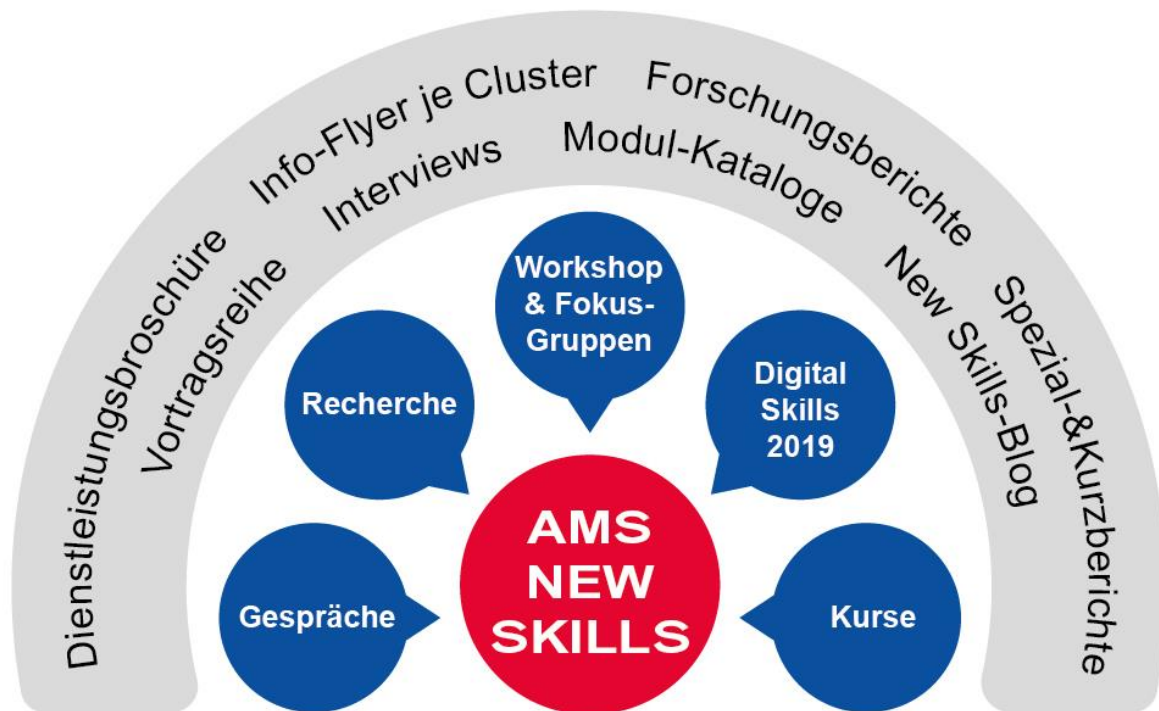 Dienstleistungsbroschüre
Info-Flyer je Cluster
Forschungsberichte
Spezial-&Kurzberichte
Vortragsreihe
Interviews
Modul-Kataloge
New Skills-Blog
Gespräche
Recherche
Workshop
& Fokus-
Gruppen
Digital
Skills
2019
Kurse
AMS
NEW
SKILLS